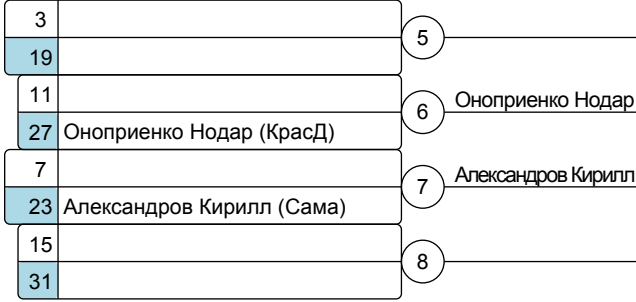 3
5
19
11
6 Оноприенко Нодар
27 Оноприенко Нодар (КрасД)
7
7 Александров Кирилл
23 Александров Кирилл (Сама)
15
8
31